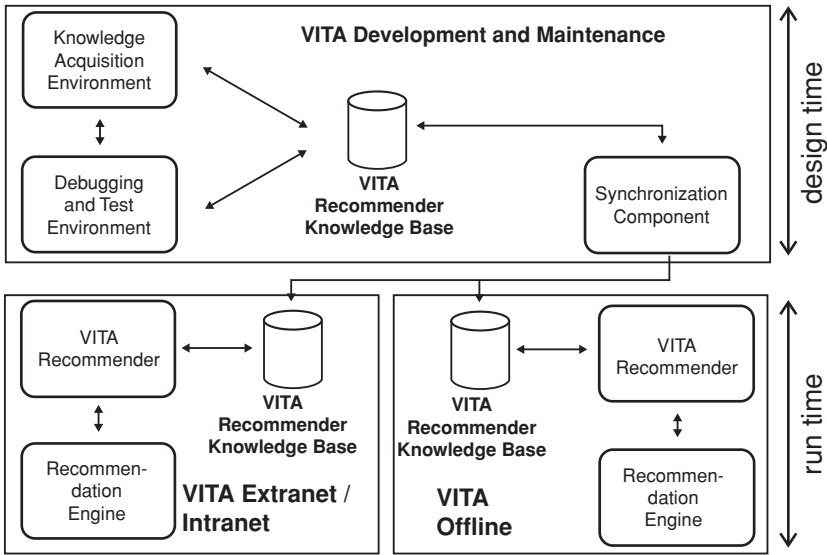 VITA Development and Maintenance
Knowledge
Acquisition
Environment
Debugging
and Test
Environment
VITA
Recommender
Knowledge Base
Synchronization
Component
design time
VITA
Recommender
Recommen-
dation
Engine
VITA
Recommender
Knowledge Base
VITA Extranet /
Intranet
VITA
Recommender
Knowledge Base
VITA
Offline
VITA
Recommender
Recommen-
dation
Engine
run time